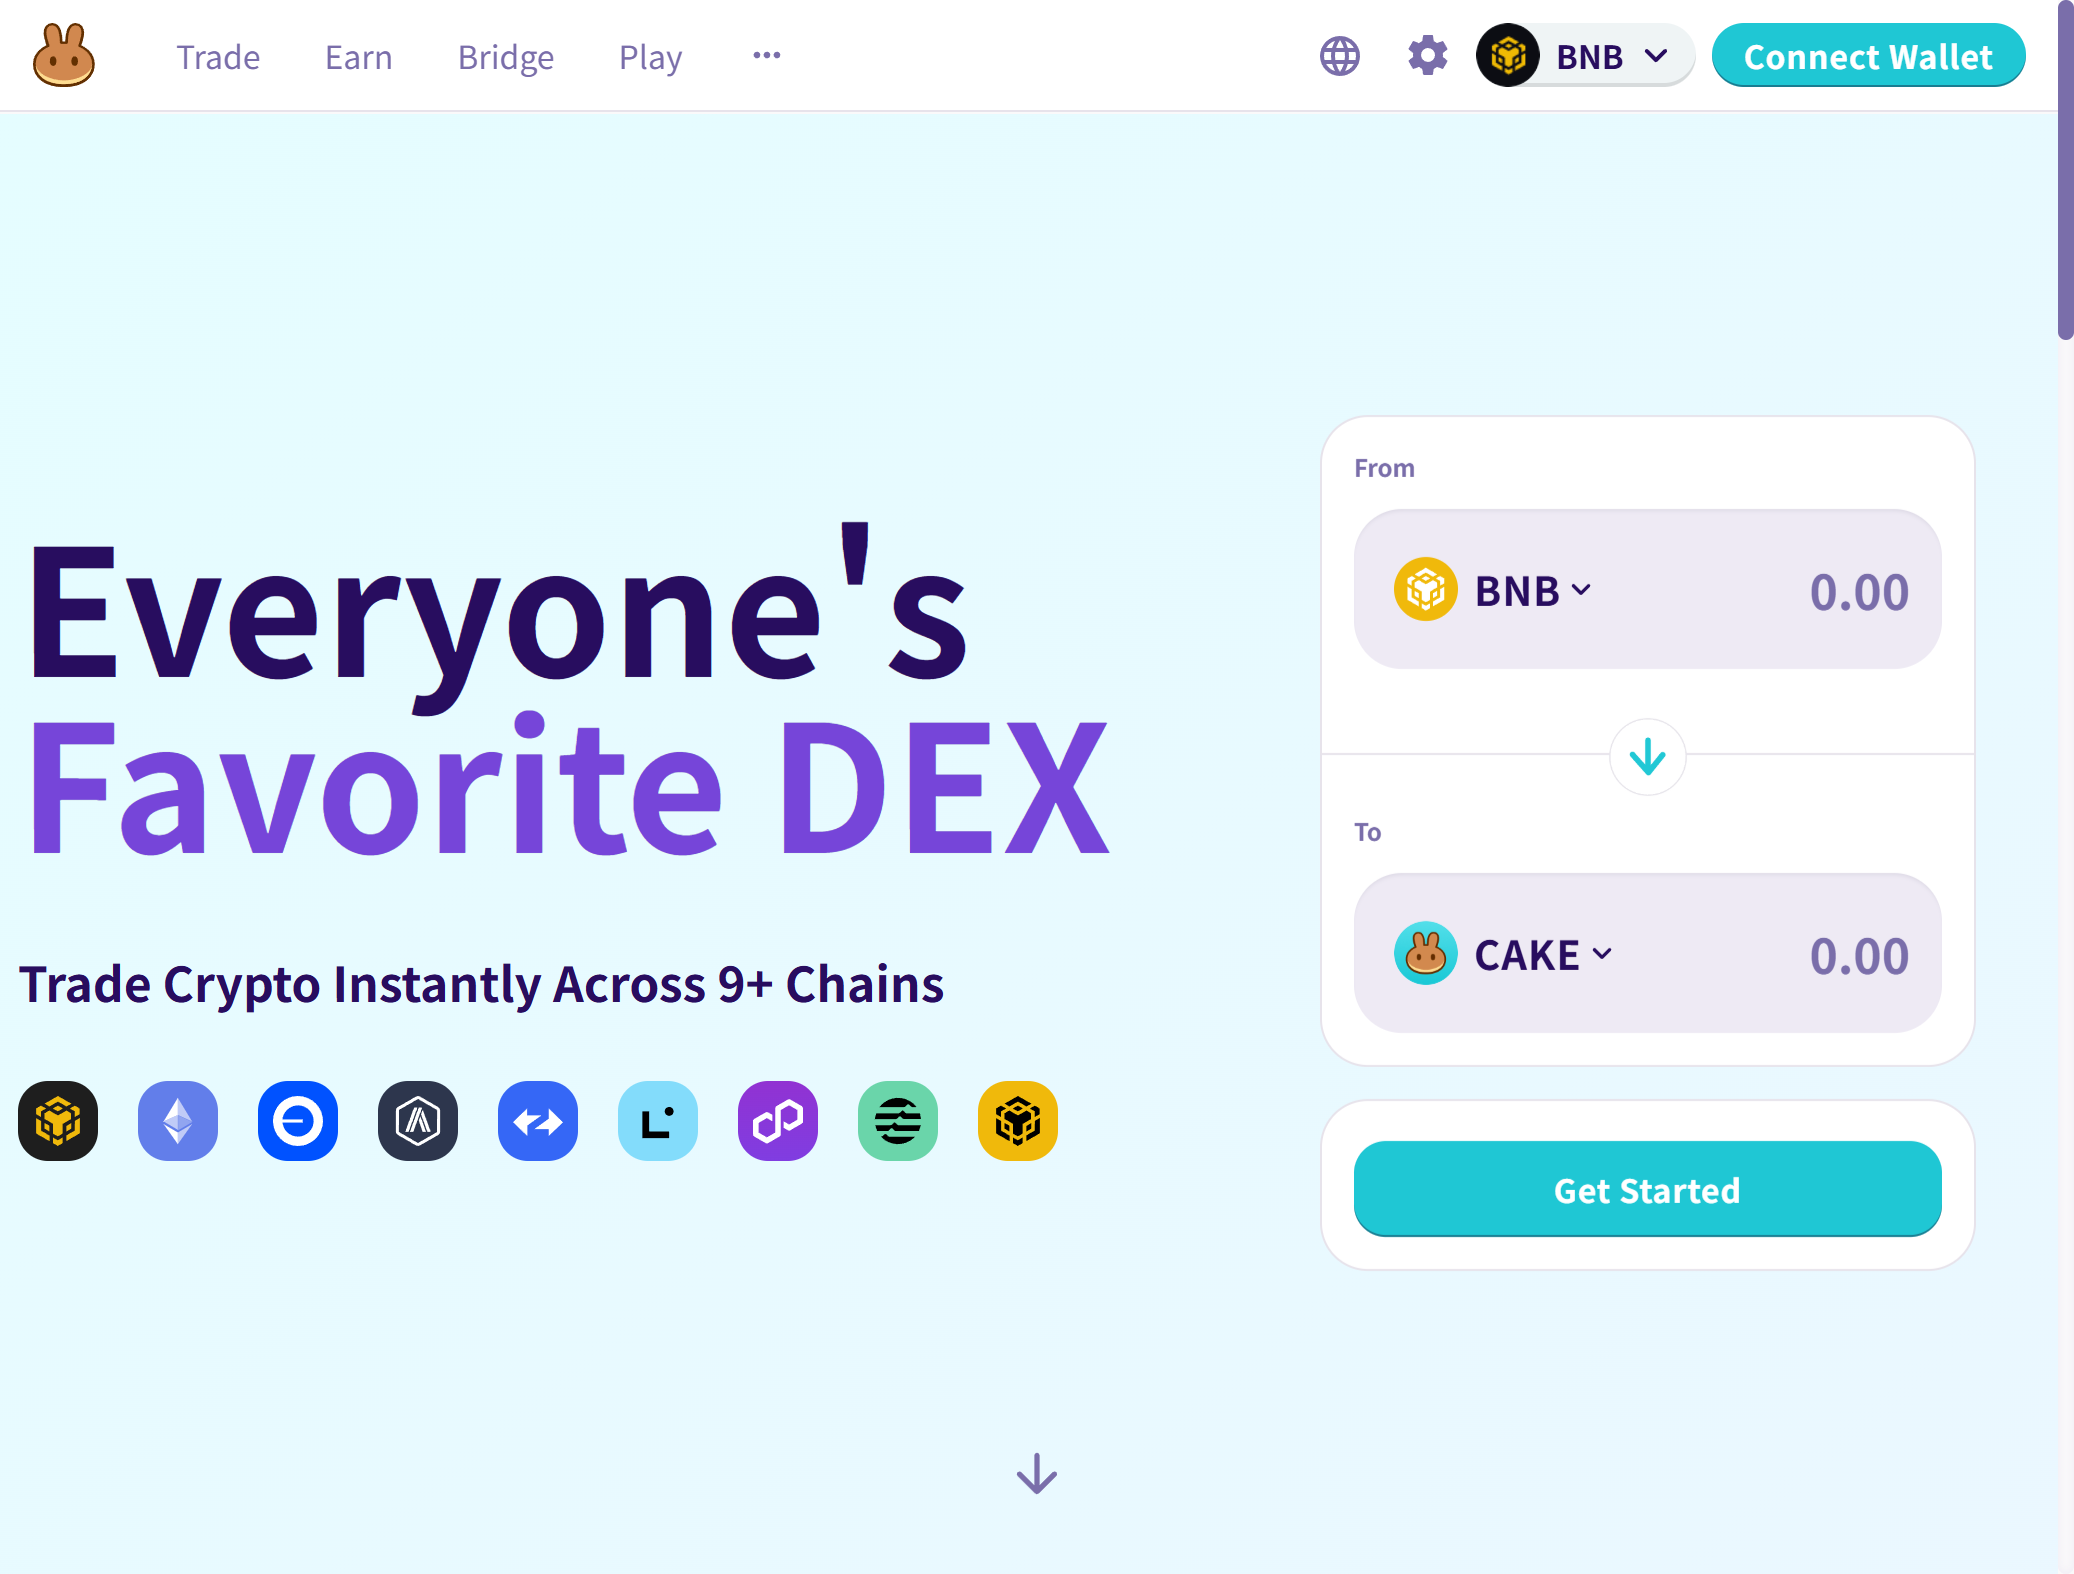 Trade Earn Bridge Play
BNB
Connect Wallet
Everyone's
Favorite DEX
Trade Crypto Instantly Across 9+ Chains
From
BNB 0.00
To
CAKE 0.00
Get Started